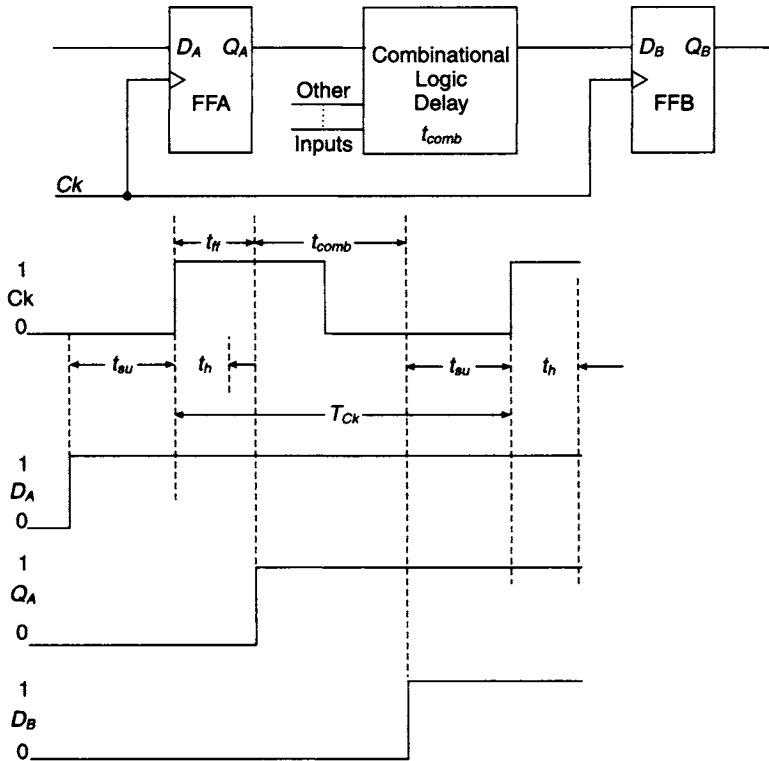 D_A Q_A
FFA
Combinational
Logic
Delay
t_comb
Other
Inputs
D_B Q_B
FFB
Ck
t_ff t_comb
1
Ck
0
t_su t_h t_su t_h
T_Ck
1
D_A
0
1
Q_A
0
1
D_B
0